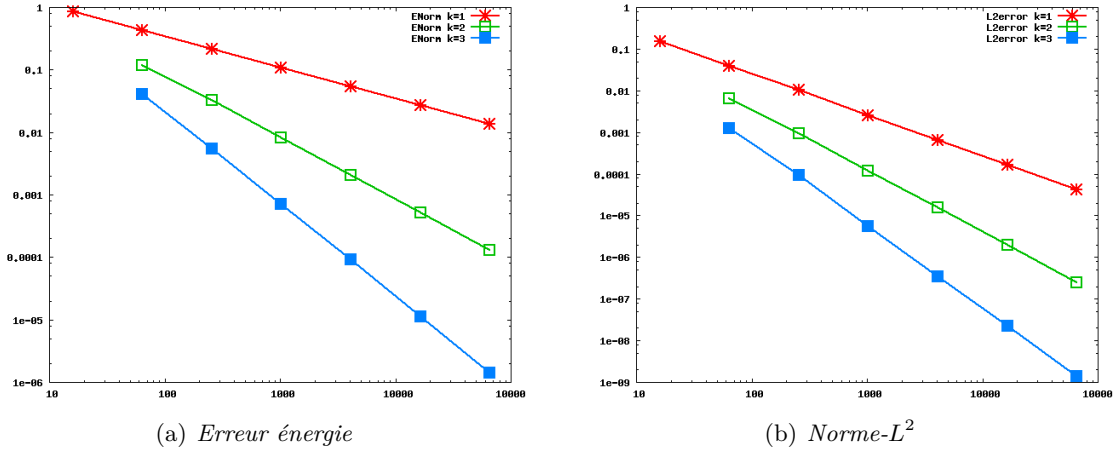 1
0.1
0.01
0.001
0.0001
1e-05
1e-06
10
100
1000
10000
10000
ENorm k=1
ENorm k=2
ENorm k=3
(a) Erreur énergie
1
0.1
0.01
0.001
0.0001
1e-05
1e-06
1e-07
1e-08
1e-09
10
100
1000
10000
10000
L2error k=1
L2error k=2
L2error k=3
(b) Norme-L²